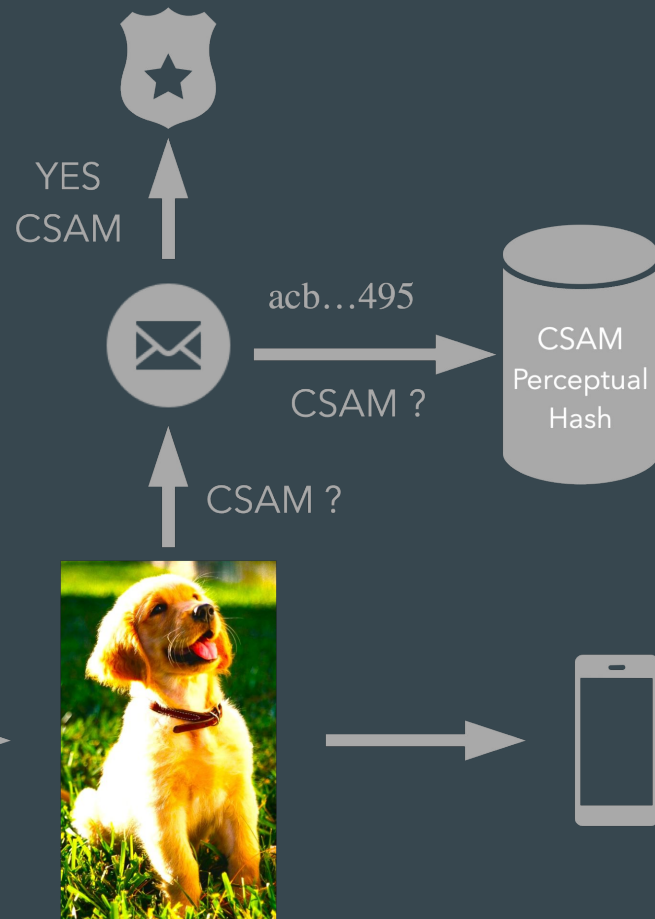 YES
CSAM
acb…495
CSAM ?
CSAM
Perceptual
Hash
CSAM ?